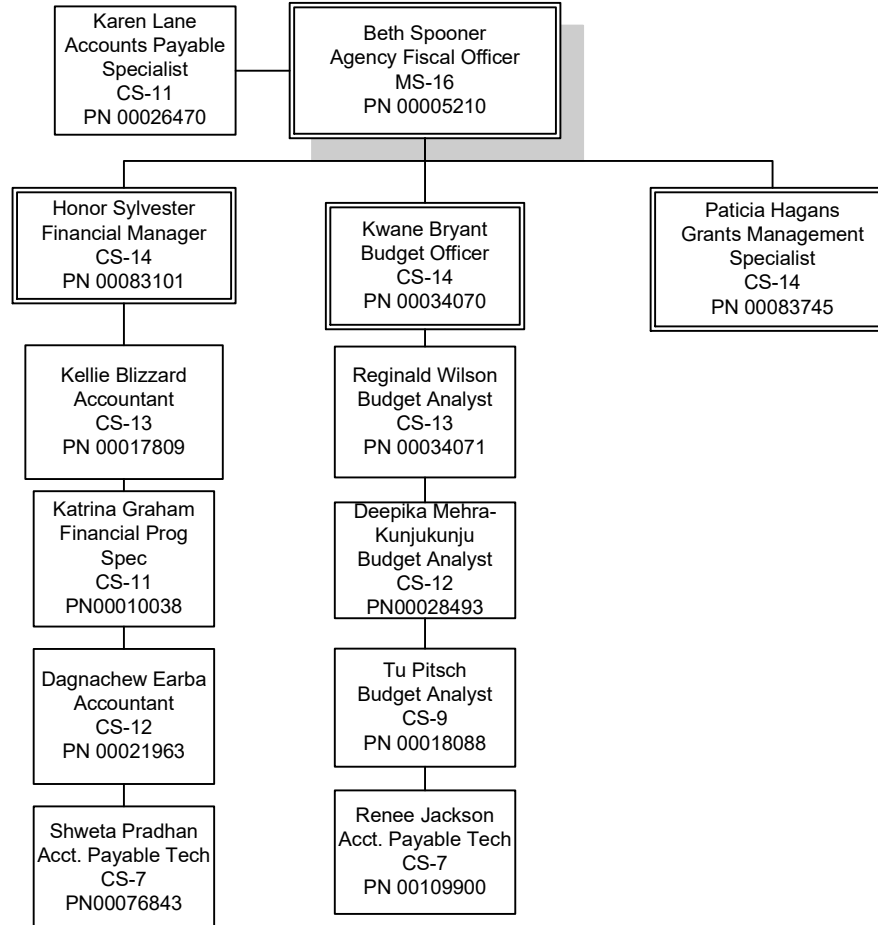 Karen Lane
Accounts Payable
Specialist
CS-11
PN 00026470
Beth Spooner
Agency Fiscal Officer
MS-16
PN 00005210
Honor Sylvester
Financial Manager
CS-14
PN 00083101
Kwane Bryant
Budget Officer
CS-14
PN 00034070
Paticia Hagans
Grants Management
Specialist
CS-14
PN 00083745
Kellie Blizzard
Accountant
CS-13
PN 00017809
Reginald Wilson
Budget Analyst
CS-13
PN 00034071
Katrina Graham
Financial Prog
Spec
CS-11
PN00010038
Deepika Mehra-
Kunjukunju
Budget Analyst
CS-12
PN00028493
Dagnachew Earba
Accountant
CS-12
PN 00021963
Tu Pitsch
Budget Analyst
CS-9
PN 00018088
Shweta Pradhan
Acct. Payable Tech
CS-7
PN00076843
Renee Jackson
Acct. Payable Tech
CS-7
PN 00109900